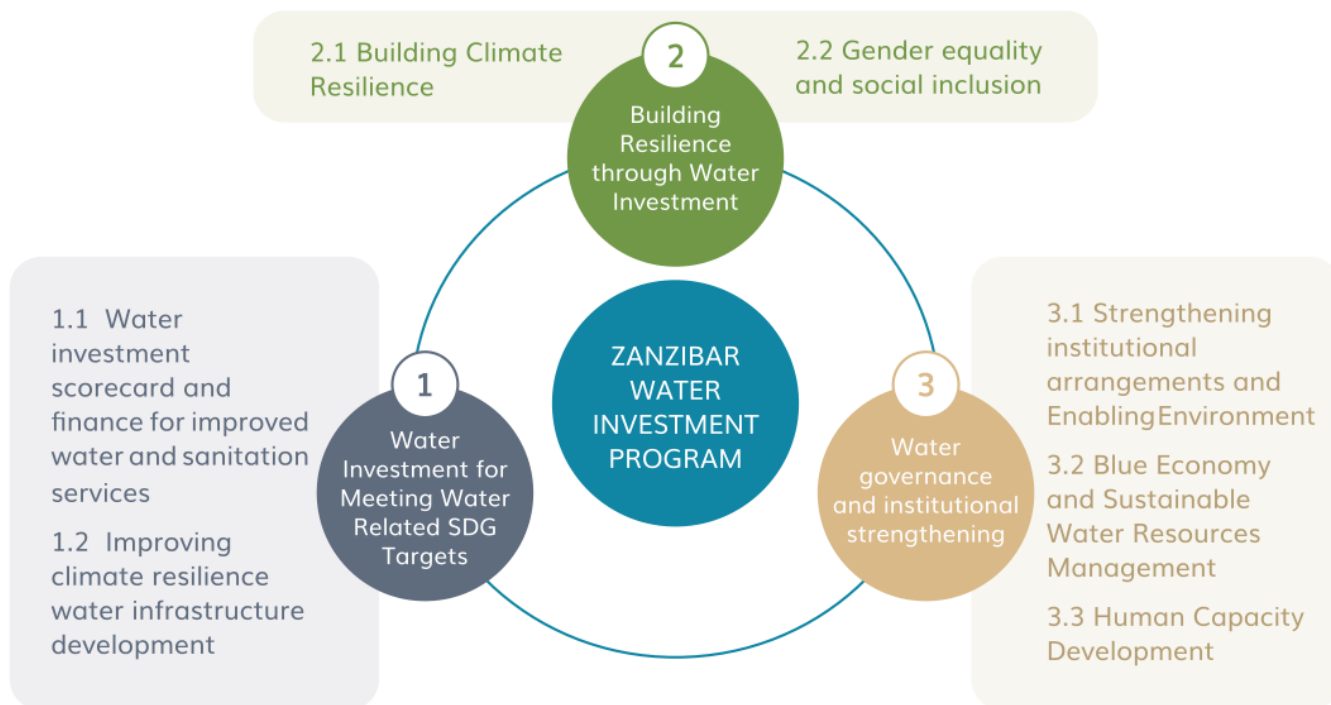 2.1 Building Climate
Resilience
2
2.2 Gender equality
and social inclusion
Building
Resilience
through Water
Investment
1.1 Water
investment
scorecard and
finance for improved
water and sanitation
services
1.2 Improving
climate resilience
water infrastructure
development
1
Water
Investment for
Meeting Water
Related SDG
Targets
ZANZIBAR
WATER
INVESTMENT
PROGRAM
3
Water
governance
and institutional
strengthening
3.1 Strengthening
institutional
arrangements and
EnablingEnvironment
3.2 Blue Economy
and Sustainable
Water Resources
Management
3.3 Human Capacity
Development